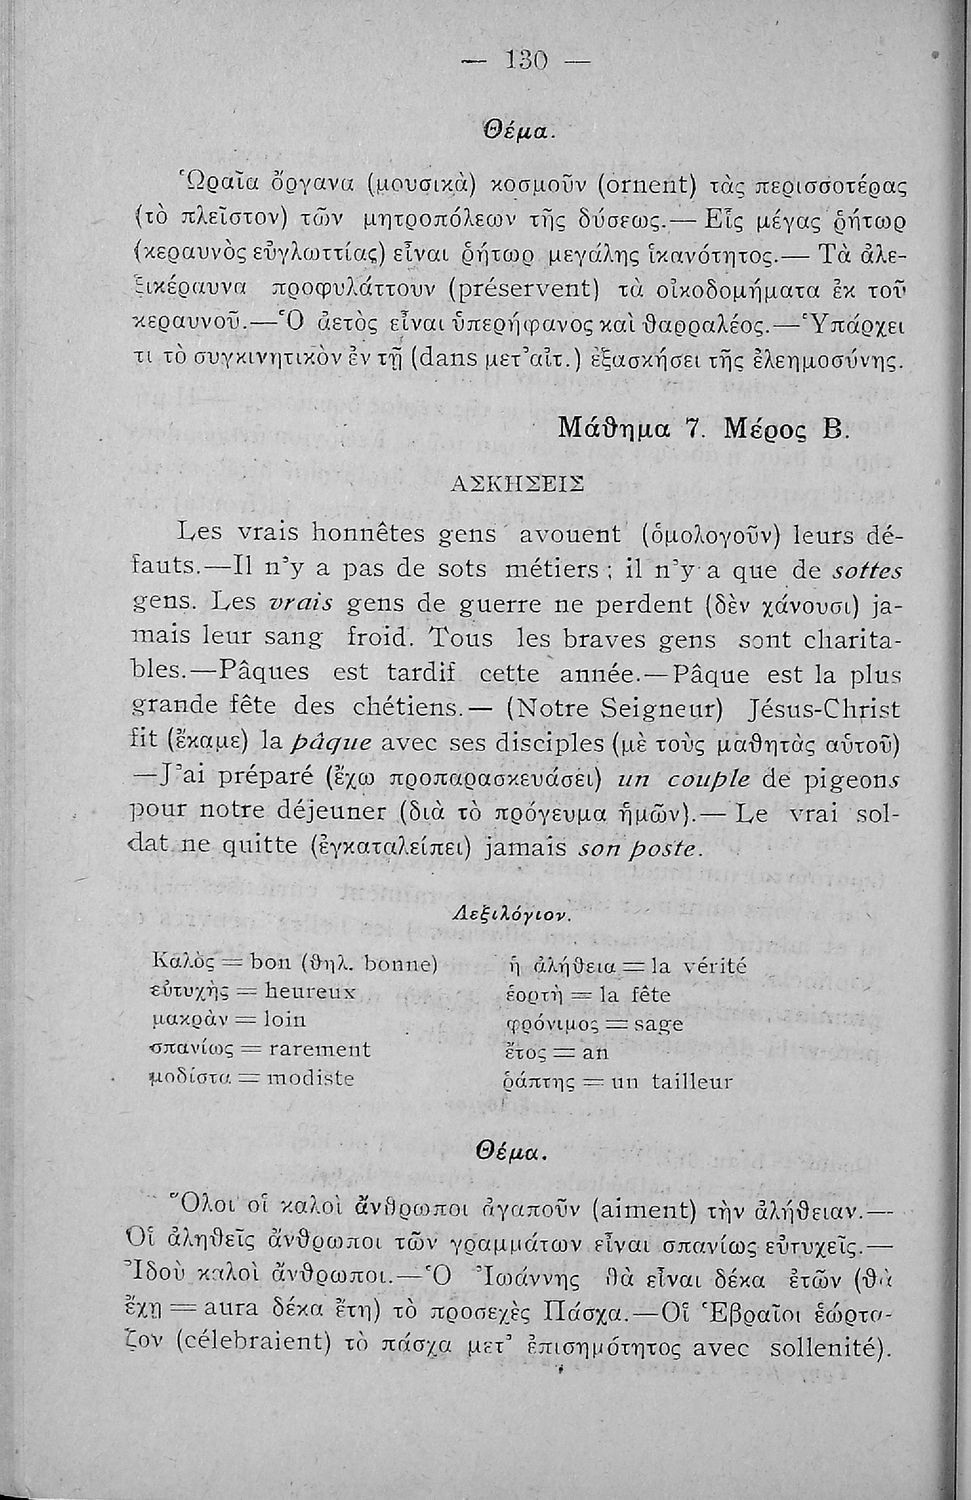 — 130 —
Θέμα.
Ὡραῖα ὄργανα (μουσικὰ) κοσμοῦν (ornent) τὰς περισσοτέρας
(τὸ πλεῖστον) τῶν μητροπόλεων τῆς δύσεως.— Εἷς μέγας ῥήτωρ
(κεραυνὸς εὐγλωττίας) εἶναι ῥήτωρ μεγάλης ἱκανότητος.— Τὰ ἀλε-
ξικέραυνα προφυλάττουν (préservent) τὰ οἰκοδομήματα ἐκ τοῦ
κεραυνοῦ.—Ὁ ἀετὸς εἶναι ὑπερήφανος καὶ θαρραλέος.—Ὑπάρχει
τι τὸ συγκινητικὸν ἐν τῇ (dans μετ᾽ αἰτ.) ἐξασκήσει τῆς ἐλεημοσύνης.
Μάθημα 7. Μέρος Β.
ΑΣΚΗΣΕΙΣ
Les vrais honnêtes gens avouent (ὁμολογοῦν) leurs dé-
fauts.—Il n'y a pas de sots métiers ; il n'y a que de sottes
gens. Les vrais gens de guerre ne perdent (δὲν χάνουσι) ja-
mais leur sang froid. Tous les braves gens sont charita-
bles.—Pâques est tardif cette année.—Pâque est la plus
grande fête des chétiens.— (Notre Seigneur) Jésus-Christ
fit (ἔκαμε) la pâque avec ses disciples (μὲ τοὺς μαθητὰς αὑτοῦ)
—J'ai préparé (ἔχω προπαρασκευάσει) un couple de pigeons
pour notre déjeuner (διὰ τὸ πρόγευμα ἡμῶν).— Le vrai sol-
dat ne quitte (ἐγκαταλείπει) jamais son poste.
Λεξιλόγιον.
Καλὸς = bon (θηλ. bonne)
εὐτυχὴς = heureux
μακρὰν = loin
σπανίως = rarement
μοδίστα = modiste
ἡ ἀλήθεια = la vérité
ἑορτὴ = la fête
φρόνιμος = sage
ἔτος = an
ῥάπτης = un tailleur
Θέμα.
Ὅλοι οἱ καλοὶ ἄνθρωποι ἀγαποῦν (aiment) τὴν ἀλήθειαν.—
Οἱ ἀληθεῖς ἄνθρωποι τῶν γραμμάτων εἶναι σπανίως εὐτυχεῖς.—
Ἰδοὺ καλοὶ ἄνθρωποι.—Ὁ Ἰωάννης θὰ εἶναι δέκα ἐτῶν (θὰ
ἔχῃ = aura δέκα ἔτη) τὸ προσεχὲς Πάσχα.—Οἱ Ἑβραῖοι ἑώρτα-
ζον (célebraient) τὸ πάσχα μετ᾽ ἐπισημότητος avec sollenité).